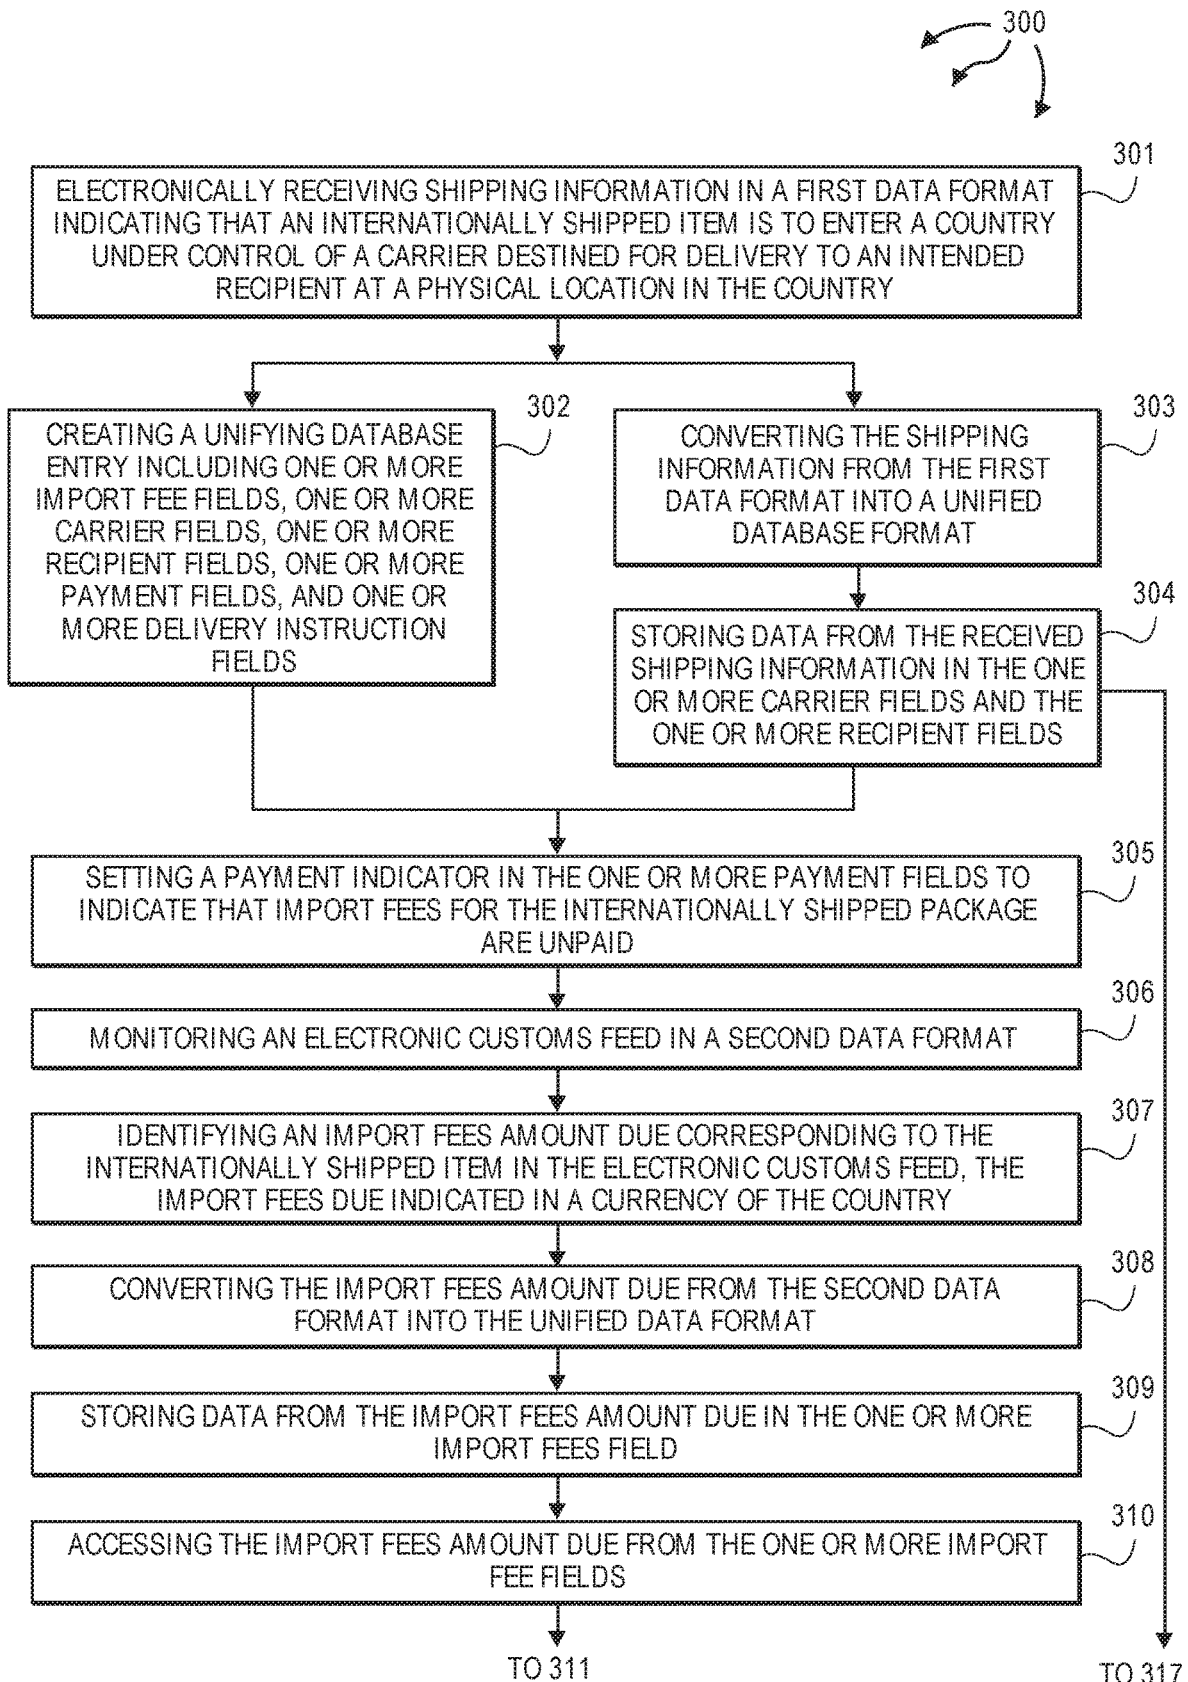 300
301
ELECTRONICALLY RECEIVING SHIPPING INFORMATION IN A FIRST DATA FORMAT
INDICATING THAT AN INTERNATIONALLY SHIPPED ITEM IS TO ENTER A COUNTRY
UNDER CONTROL OF A CARRIER DESTINED FOR DELIVERY TO AN INTENDED
RECIPIENT AT A PHYSICAL LOCATION IN THE COUNTRY
302
CREATING A UNIFYING DATABASE
ENTRY INCLUDING ONE OR MORE
IMPORT FEE FIELDS, ONE OR MORE
CARRIER FIELDS, ONE OR MORE
RECIPIENT FIELDS, ONE OR MORE
PAYMENT FIELDS, AND ONE OR
MORE DELIVERY INSTRUCTION
FIELDS
303
CONVERTING THE SHIPPING
INFORMATION FROM THE FIRST
DATA FORMAT INTO A UNIFIED
DATABASE FORMAT
304
STORING DATA FROM THE RECEIVED
SHIPPING INFORMATION IN THE ONE
OR MORE CARRIER FIELDS AND THE
ONE OR MORE RECIPIENT FIELDS
305
SETTING A PAYMENT INDICATOR IN THE ONE OR MORE PAYMENT FIELDS TO
INDICATE THAT IMPORT FEES FOR THE INTERNATIONALLY SHIPPED PACKAGE
ARE UNPAID
306
MONITORING AN ELECTRONIC CUSTOMS FEED IN A SECOND DATA FORMAT
307
IDENTIFYING AN IMPORT FEES AMOUNT DUE CORRESPONDING TO THE
INTERNATIONALLY SHIPPED ITEM IN THE ELECTRONIC CUSTOMS FEED, THE
IMPORT FEES DUE INDICATED IN A CURRENCY OF THE COUNTRY
308
CONVERTING THE IMPORT FEES AMOUNT DUE FROM THE SECOND DATA
FORMAT INTO THE UNIFIED DATA FORMAT
309
STORING DATA FROM THE IMPORT FEES AMOUNT DUE IN THE ONE OR MORE
IMPORT FEES FIELD
310
ACCESSING THE IMPORT FEES AMOUNT DUE FROM THE ONE OR MORE IMPORT
FEE FIELDS
TO 311
TO 317